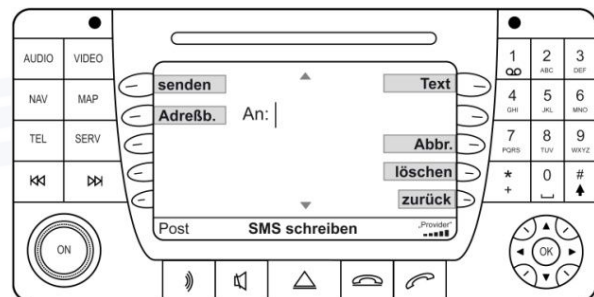 AUDIO VIDEO
NAV MAP
TEL SERV
ON
senden
Adreßb.
An:
Text
Abbr.
löschen
zurück
Post SMS schreiben „Provider"
1
2 ABC
3 DEF
4 GHI
5 JKL
6 MNO
7 PQRS
8 TUV
9 WXYZ
* +
0
#
OK